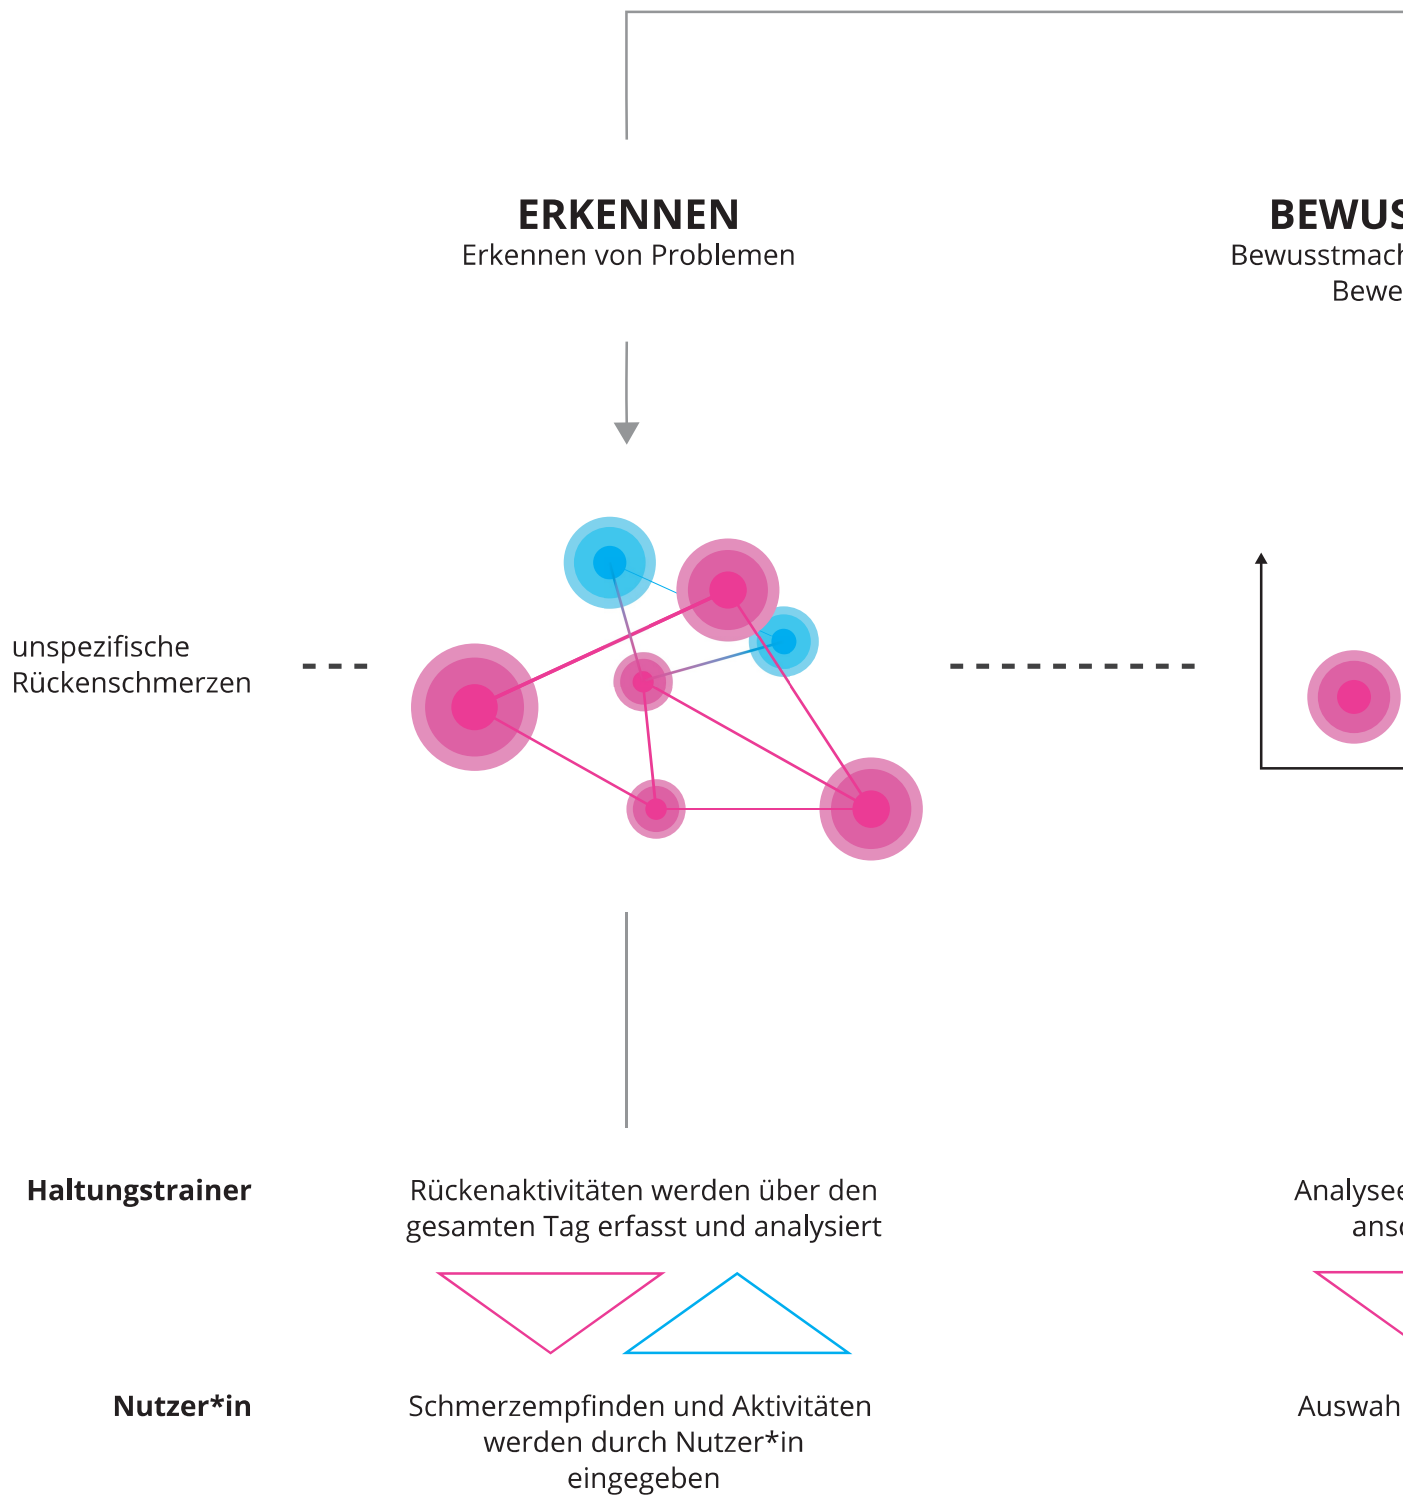 ERKENNEN
Erkennen von Problemen
unspezifische
Rückenschmerzen
Haltungstrainer
Rückenaktivitäten werden über den
gesamten Tag erfasst und analysiert
Nutzer*in
Schmerzempfinden und Aktivitäten
werden durch Nutzer*in
eingegeben